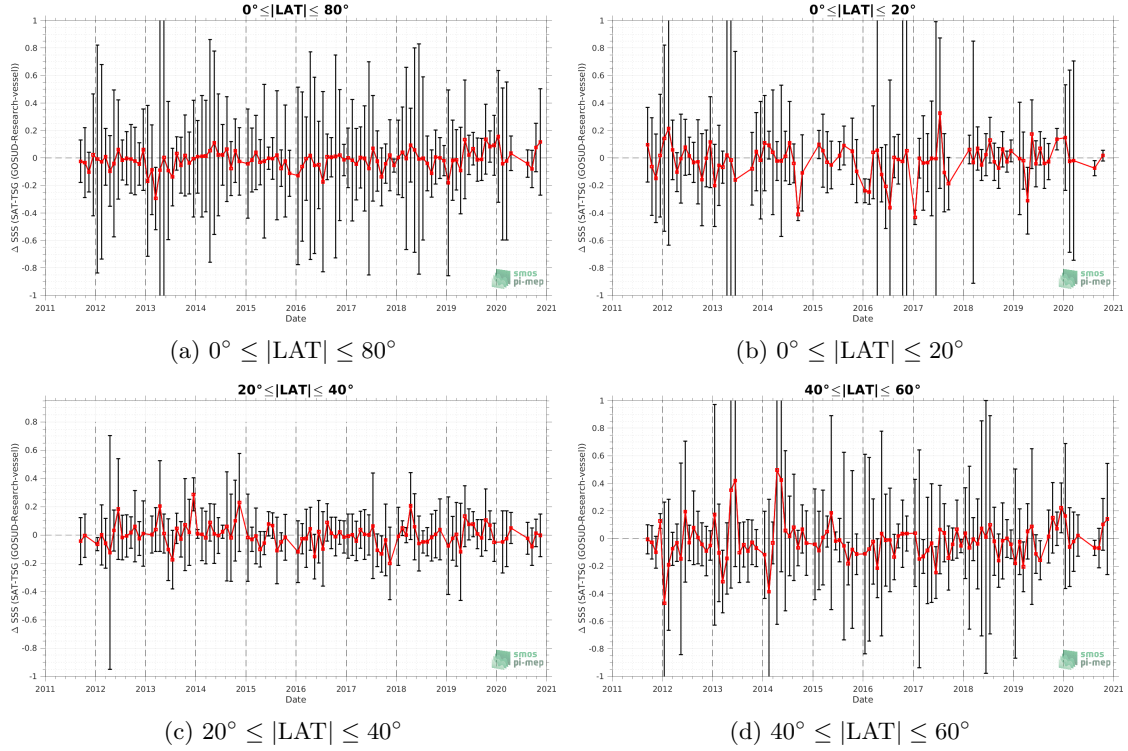 0°≤|LAT|≤ 80°
Δ SSS (SAT-TSG (GOSUD-Research-vessel))
1
0.8
0.6
0.4
0.2
0
-0.2
-0.4
-0.6
-0.8
-1
2011 2012 2013 2014 2015 2016 2017 2018 2019 2020 2021
Date
smos
pi-mep
(a) 0° ≤ |LAT| ≤ 80°
0°≤|LAT|≤ 20°
Δ SSS (SAT-TSG (GOSUD-Research-vessel))
1
0.8
0.6
0.4
0.2
0
-0.2
-0.4
-0.6
-0.8
-1
2011 2012 2013 2014 2015 2016 2017 2018 2019 2020 2021
Date
smos
pi-mep
(b) 0° ≤ |LAT| ≤ 20°
20°≤|LAT|≤ 40°
Δ SSS (SAT-TSG (GOSUD-Research-vessel))
0.8
0.6
0.4
0.2
0
-0.2
-0.4
-0.6
-0.8
-1
2011 2012 2013 2014 2015 2016 2017 2018 2019 2020 2021
Date
smos
pi-mep
(c) 20° ≤ |LAT| ≤ 40°
40°≤|LAT|≤ 60°
Δ SSS (SAT-TSG (GOSUD-Research-vessel))
1
0.8
0.6
0.4
0.2
0
-0.2
-0.4
-0.6
-0.8
-1
2011 2012 2013 2014 2015 2016 2017 2018 2019 2020 2021
Date
smos
pi-mep
(d) 40° ≤ |LAT| ≤ 60°